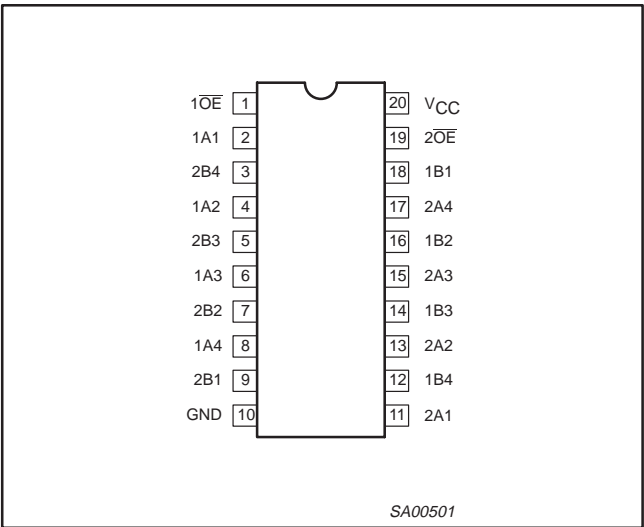 1O̅E̅ 1 20 VCC
1A1 2 19 2O̅E̅
2B4 3 18 1B1
1A2 4 17 2A4
2B3 5 16 1B2
1A3 6 15 2A3
2B2 7 14 1B3
1A4 8 13 2A2
2B1 9 12 1B4
GND 10 11 2A1
SA00501